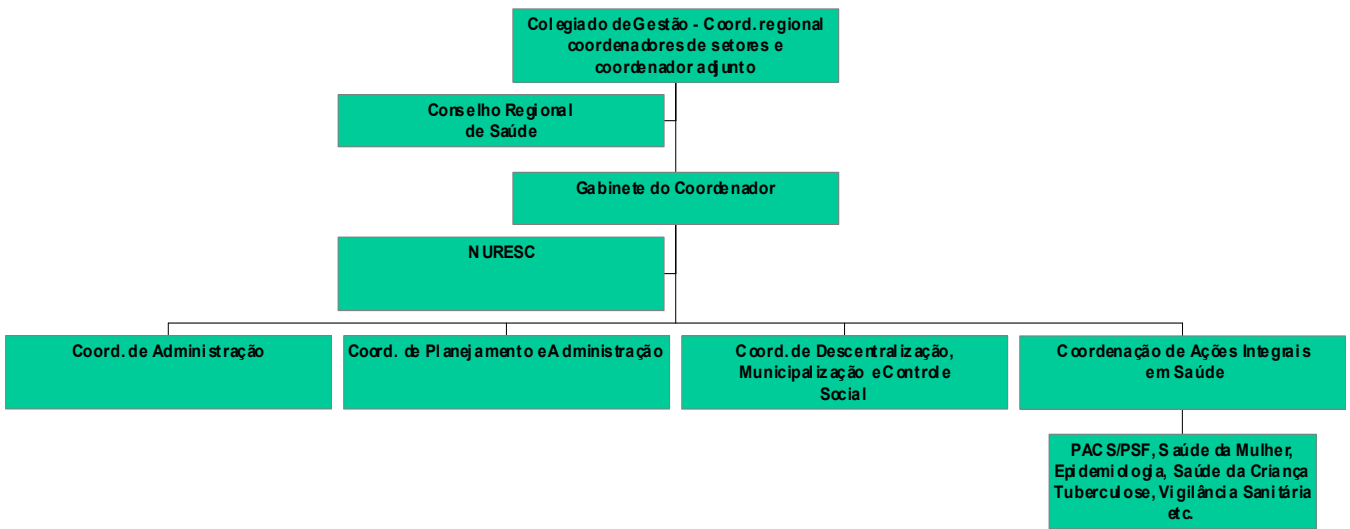 Colegiado de Gestão - Coord. regional
coordenadores de setores e
coordenador adjunto
Conselho Regional
de Saúde
Gabinete do Coordenador
NURESC
Coord. de Administração
Coord. de Planejamento e Administração
Coord. de Descentralização,
Municipalização e Controle
Social
Coordenação de Ações Integrais
em Saúde
PACS/PSF, Saúde da Mulher,
Epidemiologia, Saúde da Criança
Tuberculose, Vigilância Sanitária
etc.